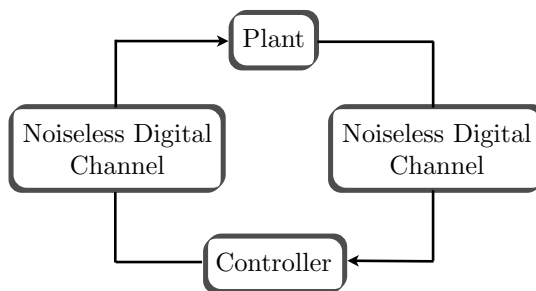 Plant
Noiseless Digital
Channel
Noiseless Digital
Channel
Controller